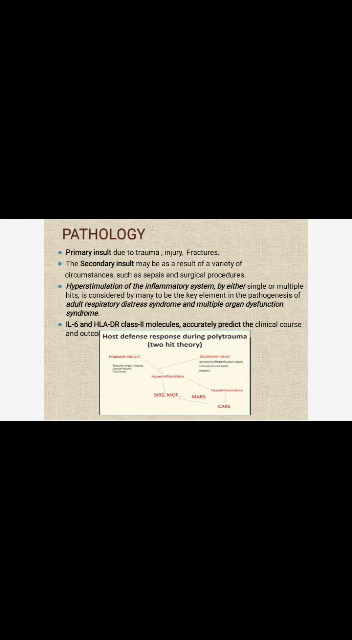 PATHOLOGY
Primary insult due to trauma , injury, Fractures.
The Secondary insult may be as a result of a variety of
circumstances, such as sepsis and surgical procedures.
Hyperstimulation of the inflammatory system, by either single or multiple
hits, is considered by many to be the key element in the pathogenesis of
adult respiratory distress syndrome and multiple organ dysfunction
syndrome.
IL-6 and HLA-DR class-II molecules, accurately predict the clinical course
and outco
Host defense response during polytrauma
(two hit theory)
PRIMARY INSULT
SECONDARY INSULT
Hyperinflammation
Hypoinflammation
SIRS, MOF
MARS
CARS